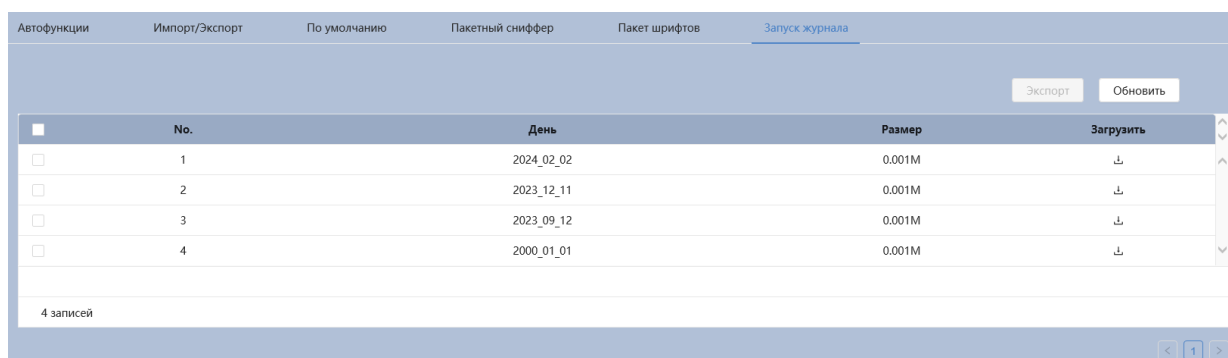 Автофункции Импорт/Экспорт По умолчанию Пакетный сниффер Пакет шрифтов Запуск журнала
Экспорт Обновить
No. День Размер Загрузить
1 2024_02_02 0.001M
2 2023_12_11 0.001M
3 2023_09_12 0.001M
4 2000_01_01 0.001M
4 записей
< 1 >